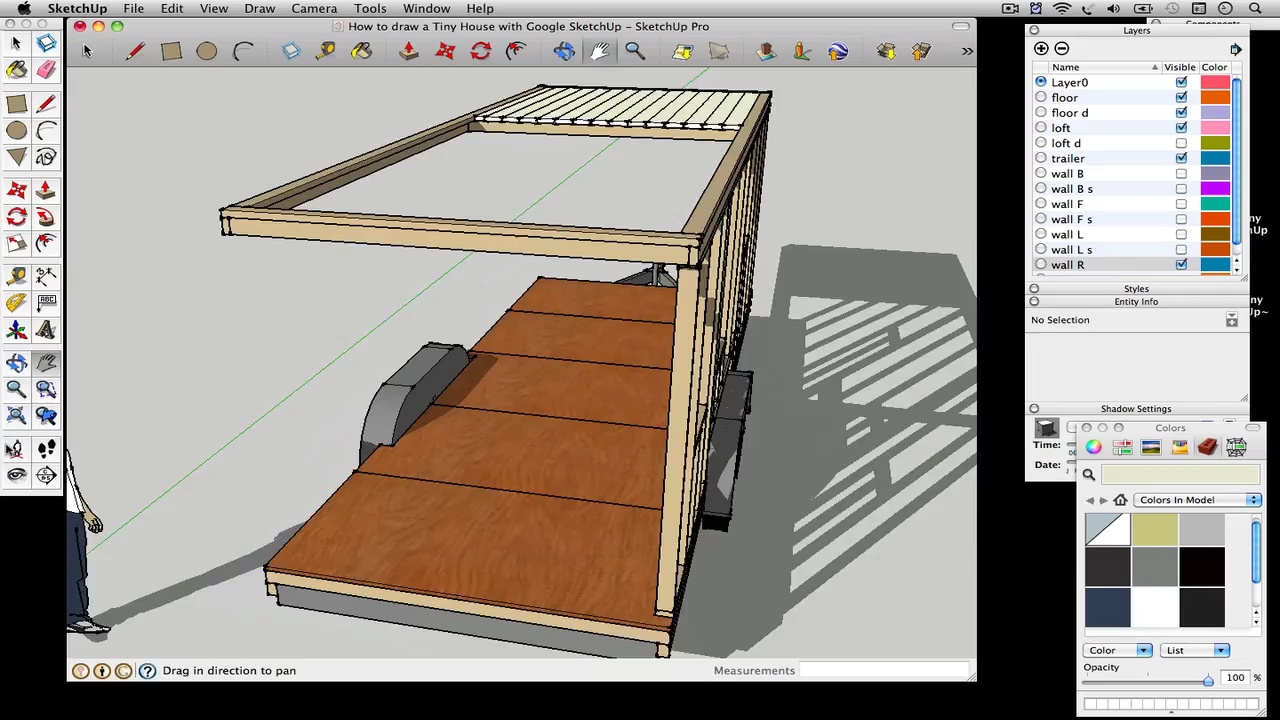 SketchUp File Edit View Draw Camera Tools Window Help
How to draw a Tiny House with Google SketchUp - SketchUp Pro
Layers
Name Visible Color
Layer0
floor
floor d
loft
loft d
trailer
wall B
wall B s
wall F
wall F s
wall L
wall L s
wall R
Styles
Entity Info
No Selection
Shadow Settings
Time:
Date:
Colors
Colors In Model
Color List
Opacity
100 %
ABC
Drag in direction to pan
Measurements